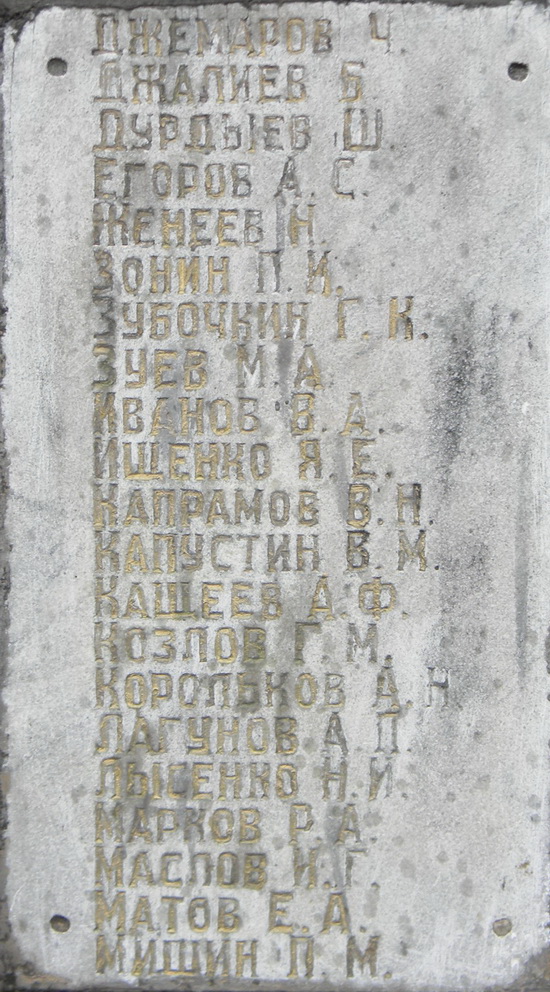 ДЖЕМАРОВ Ч.
ДЖАЛИЕВ Б
ДУРДЫЕВ Ш.
ЕГОРОВ А. С.
ЖЕНЕЕВ Н.
ЗОНИН П. И.
ЗУБОЧКИН Г. К.
ЗУЕВ М. А.
ИВАНОВ В. А.
ИЩЕНКО Я. Е.
КАПРАМОВ В. Н.
КАПУСТИН В. М.
КАЩЕЕВ А. Ф.
КОЗЛОВ Г. М.
КОРОЛЬКОВ А. Н
ЛАГУНОВ А. П.
ЛЫСЕНКО Н. И.
МАРКОВ Р. А.
МАСЛОВ И. Г.
МАТОВ Е. А.
МИШИН П. М.